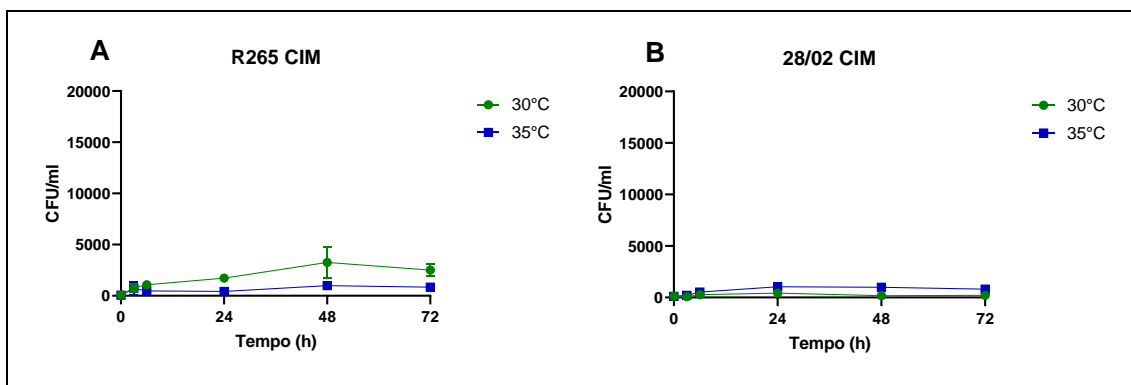 A
R265 CIM
20000
15000
10000
5000
0
CFU/ml
0 24 48 72
Tempo (h)
30°C
35°C
B
28/02 CIM
20000
15000
10000
5000
0
CFU/ml
0 24 48 72
Tempo (h)
30°C
35°C